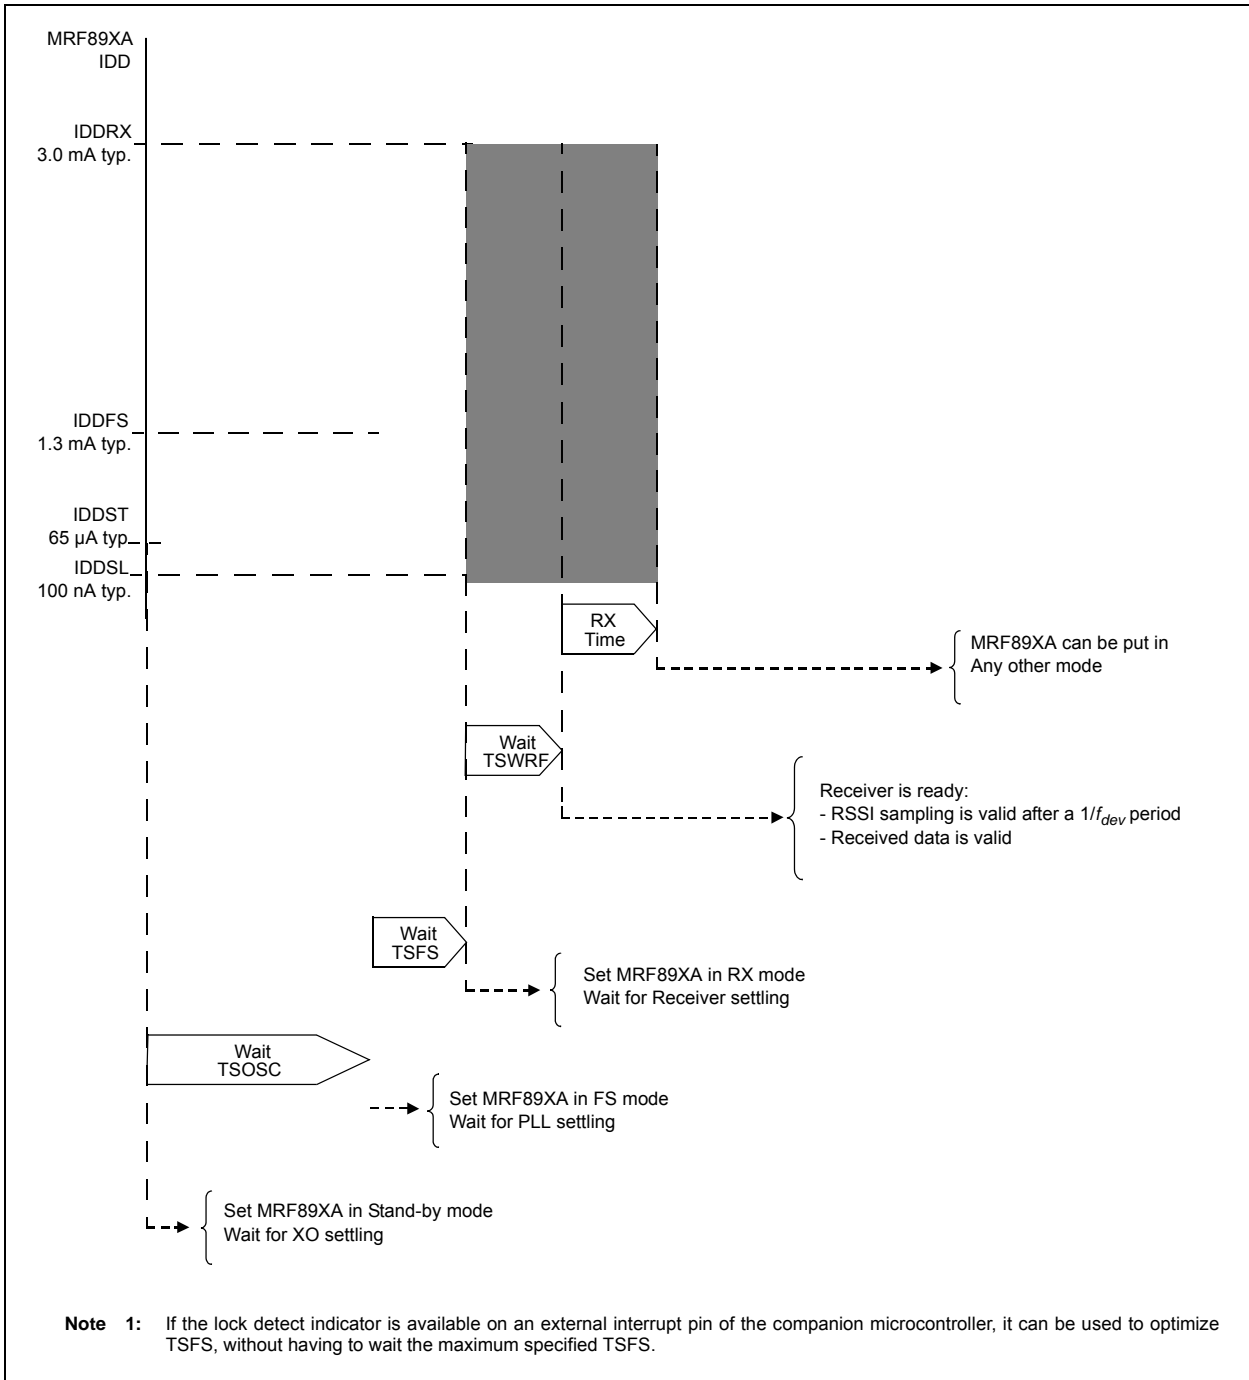 MRF89XA
IDD
IDDRX
3.0 mA typ.
IDDFS
1.3 mA typ.
IDDST
65 µA typ
IDDSL
100 nA typ.
RX
Time
MRF89XA can be put in
Any other mode
Wait
TSWRF
Receiver is ready:
- RSSI sampling is valid after a 1/fdev period
- Received data is valid
Wait
TSFS
Set MRF89XA in RX mode
Wait for Receiver settling
Wait
TSOSC
Set MRF89XA in FS mode
Wait for PLL settling
Set MRF89XA in Stand-by mode
Wait for XO settling
Note 1: If the lock detect indicator is available on an external interrupt pin of the companion microcontroller, it can be used to optimize
TSFS, without having to wait the maximum specified TSFS.